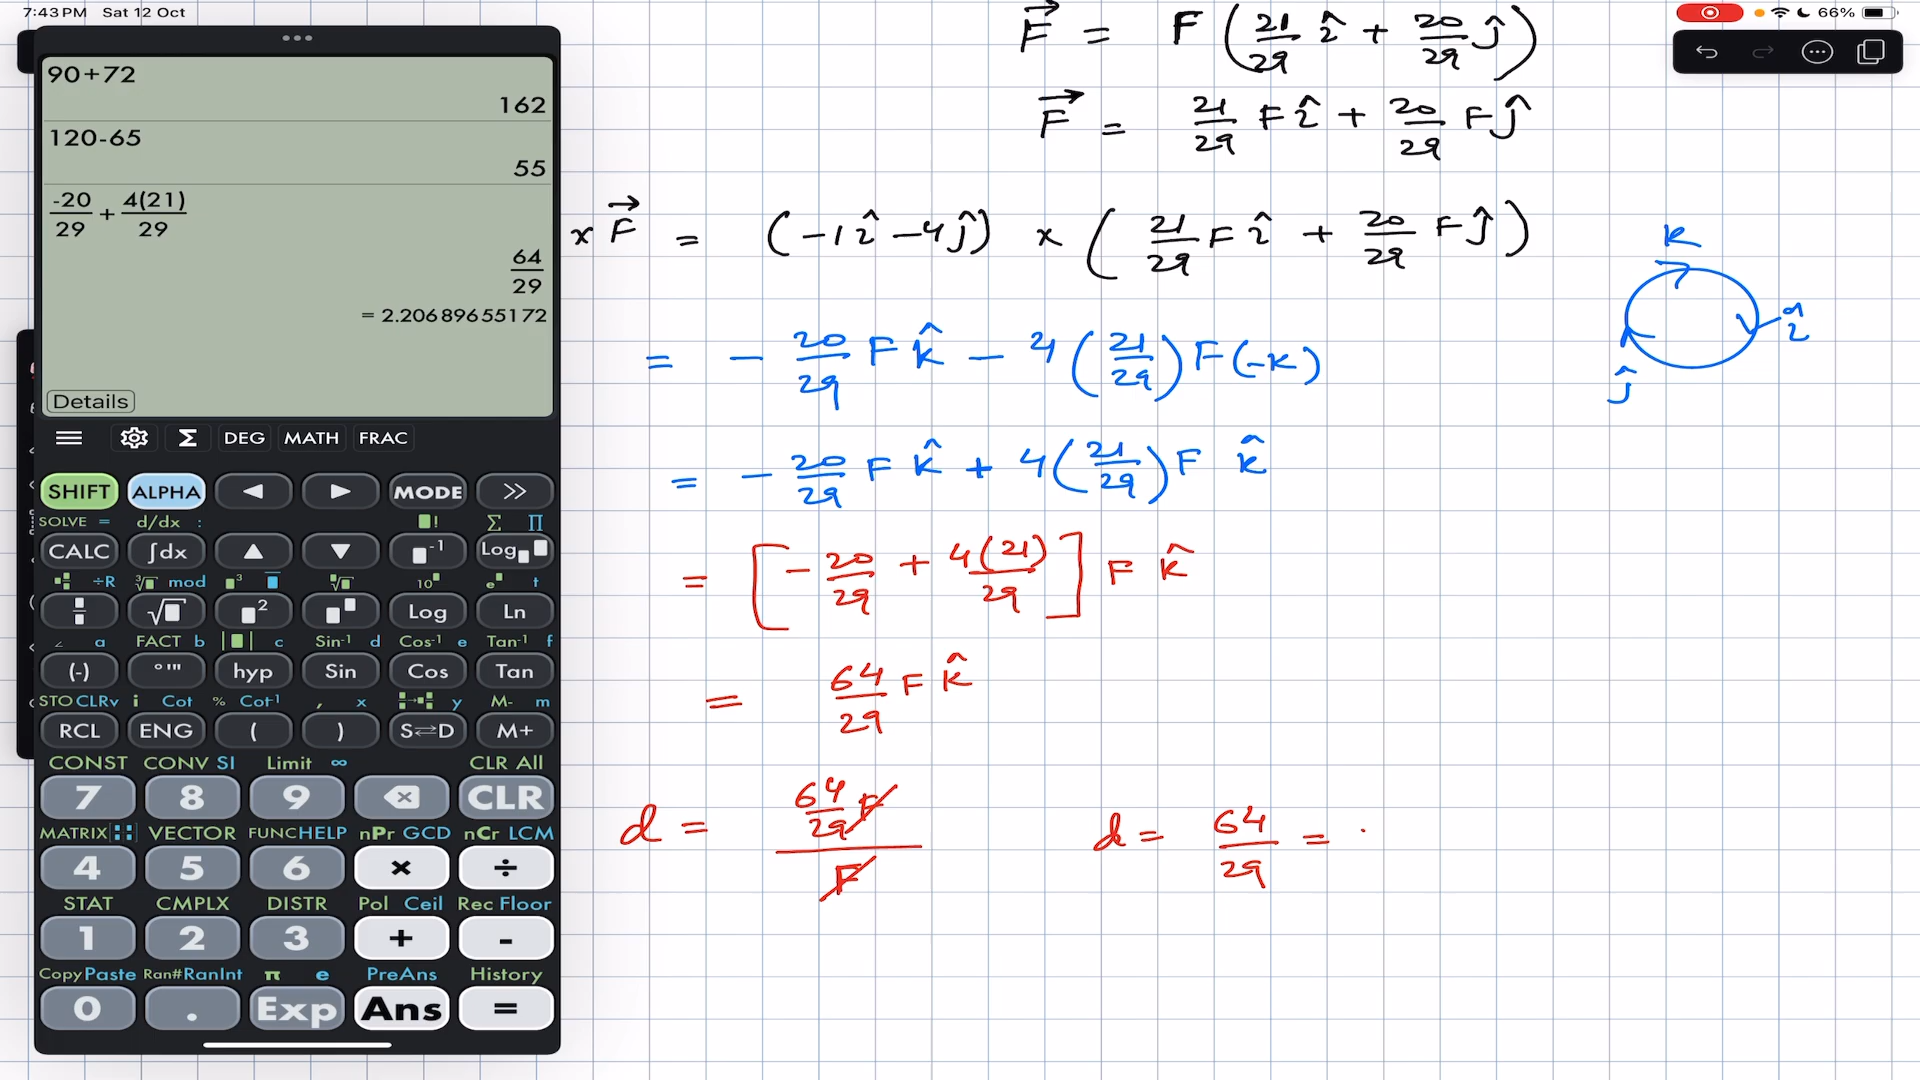 7:43PM Sat 12 Oct
66%
90+72
162
120-65
55
-20/29 + 4(21)/29
64/29
= 2.20689655172
Details
DEG MATH FRAC
SHIFT ALPHA ◄ ► MODE >>
SOLVE = d/dx : ■! Σ Π
CALC ∫dx ▲ ▼ ■⁻¹ Log
÷R mod 10 e t
√ ■² Log Ln
∠ a FACT b c Sin⁻¹ d Cos⁻¹ e Tan⁻¹ f
(-) °''' hyp Sin Cos Tan
STO CLRv i Cot % Cot⁻¹ , x y M- m
RCL ENG ( ) S⇄D M+
CONST CONV SI Limit ∞ CLR All
7 8 9 CLR
MATRIX VECTOR FUNC HELP nPr GCD nCr LCM
4 5 6 × ÷
STAT CMPLX DISTR Pol Ceil Rec Floor
1 2 3 + -
Copy Paste Ran# RanInt π e PreAns History
0 . Exp Ans =
F⃗ = F (21/29 î + 20/29 ĵ)
F⃗ = 21/29 F î + 20/29 F ĵ
x F⃗ = (-1î -4ĵ) x (21/29 F î + 20/29 F ĵ)
= - 20/29 F k̂ - 4 (21/29) F (-k)
= - 20/29 F k̂ + 4 (21/29) F k̂
= [- 20/29 + 4(21)/29] F k̂
= 64/29 F k̂
d = 64/29 F / F
d = 64/29 =
k
î
ĵ